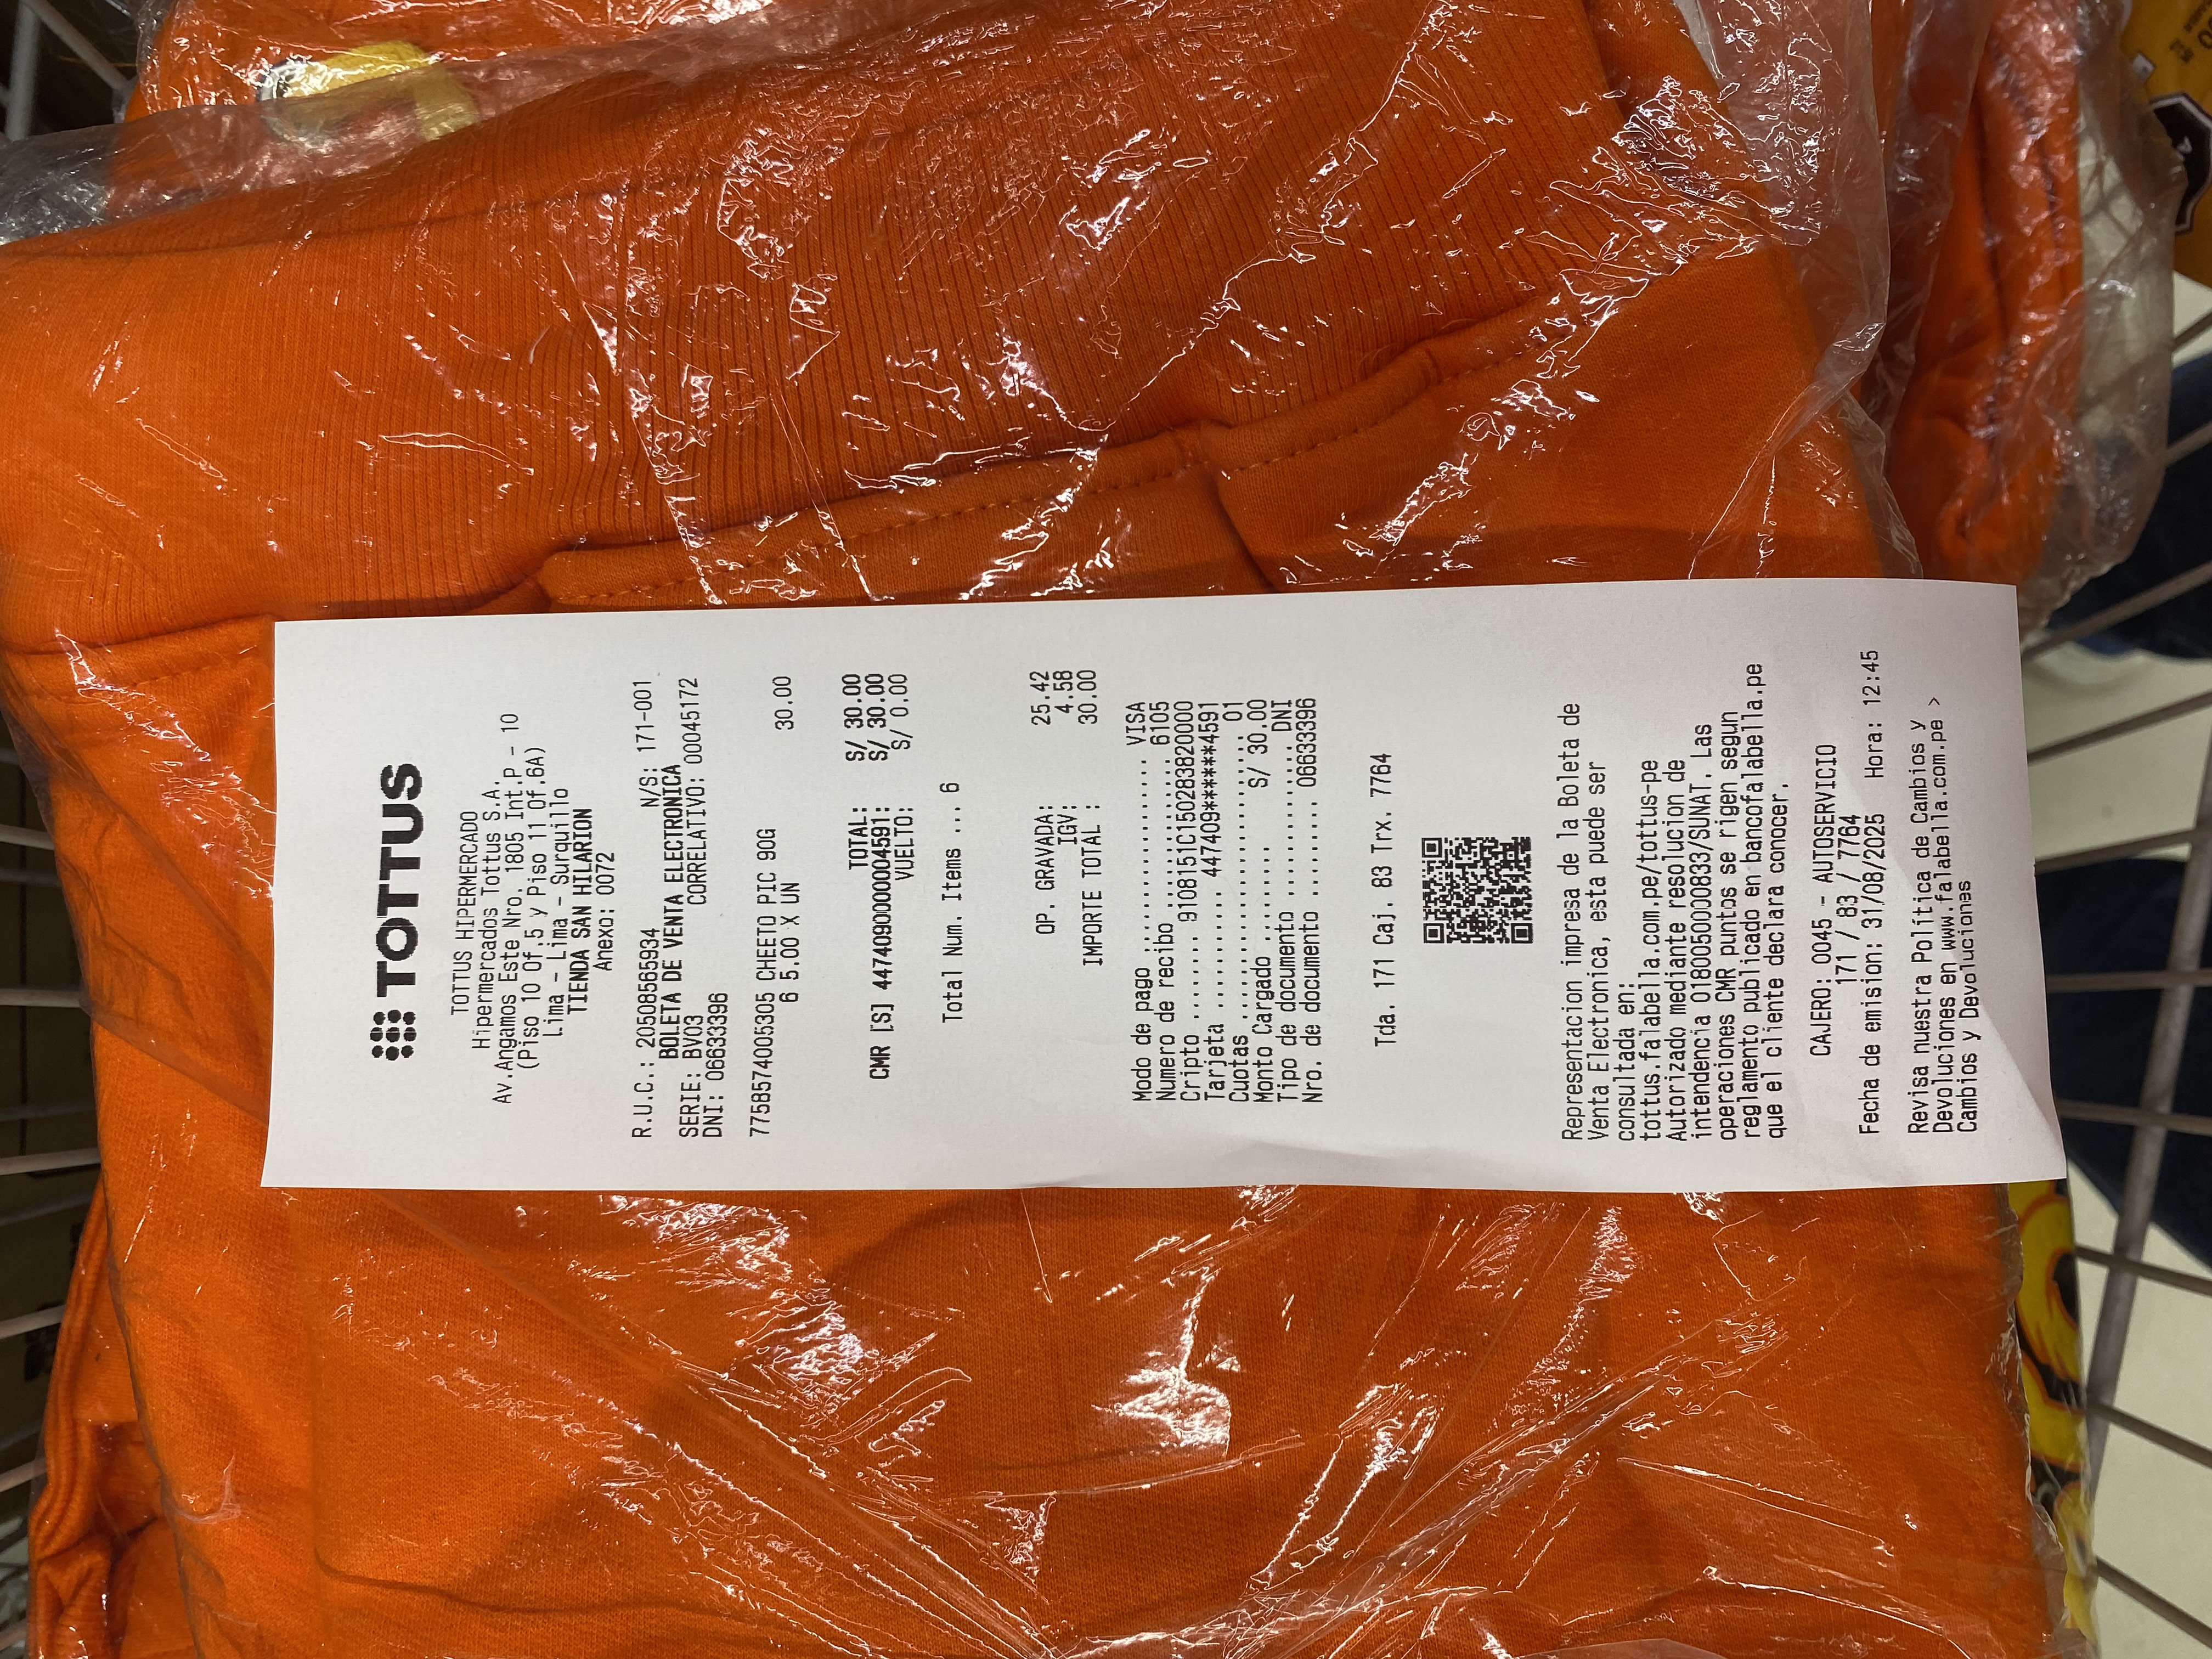 TOTTUS
TOTTUS HIPERMERCADO
Hipermercados Tottus S.A.
Av.Angamos Este Nro. 1805 Int.P - 10
(Piso 10 Of.5 y Piso 11 Of.6A)
Lima - Lima - Surquillo
TIENDA SAN HILARION
Anexo: 0072
R.U.C.: 20508565934 N/S: 171-001
BOLETA DE VENTA ELECTRONICA
SERIE: BV03 CORRELATIVO: 00045172
DNI: 06633396
7758574005305 CHEETO PIC 90G
6 5.00 X UN 30.00
TOTAL: S/ 30.00
CMR [S] 4474090000004591: S/ 30.00
VUELTO: S/ 0.00
Total Num. Items ... 6
OP. GRAVADA: 25.42
IGV: 4.58
IMPORTE TOTAL : 30.00
Modo de pago .................. VISA
Numero de recibo .............. 6105
Cripto ........ 9108151C150283820000
Tarjeta ........... 447409******4591
Cuotas .......................... 01
Monto Cargado ......... S/ 30.00
Tipo de documento .............. DNI
Nro. de documento ......... 06633396
Tda. 171 Caj. 83 Trx. 7764
Representacion impresa de la Boleta de
Venta Electronica, esta puede ser
consultada en:
tottus.falabella.com.pe/tottus-pe
Autorizado mediante resolucion de
intendencia 0180050000833/SUNAT. Las
operaciones CMR puntos se rigen segun
reglamento publicado en bancofalabella.pe
que el cliente declara conocer.
CAJERO: 0045 - AUTOSERVICIO
171 / 83 / 7764
Fecha de emision: 31/08/2025 Hora: 12:45
Revisa nuestra Política de Cambios y
Devoluciones en www.falabella.com.pe >
Cambios y Devoluciones